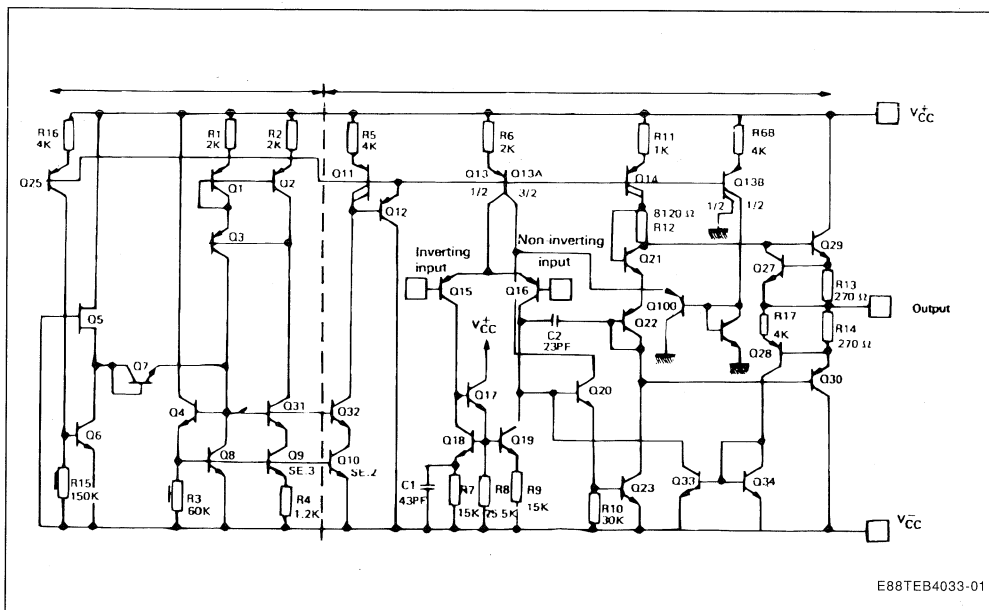 V+CC
R16
4K
R1
2K
R2
2K
R5
4K
R6
2K
R11
1K
R6B
4K
Q25
Q1
Q2
Q11
Q12
Q13
1/2
Q13A
3/2
Q14
Q13B
1/2
1/2
8120 Ω
R12
Q3
Inverting
input
Non-inverting
input
Q21
Q29
Q27
R13
270 Ω
Q15
Q16
Q100
Output
Q5
C2
23PF
Q22
R17
4K
R14
270 Ω
Q28
V+CC
Q7
Q20
Q30
Q4
Q31
Q32
Q17
Q6
Q8
Q9
SE.3
Q10
SE.2
Q18
Q19
Q33
Q34
R15
150K
R3
60K
R4
1.2K
C1
43PF
R7
15K
R8
75.5K
R9
15K
R10
30K
Q23
V-CC
E88TEB4033-01